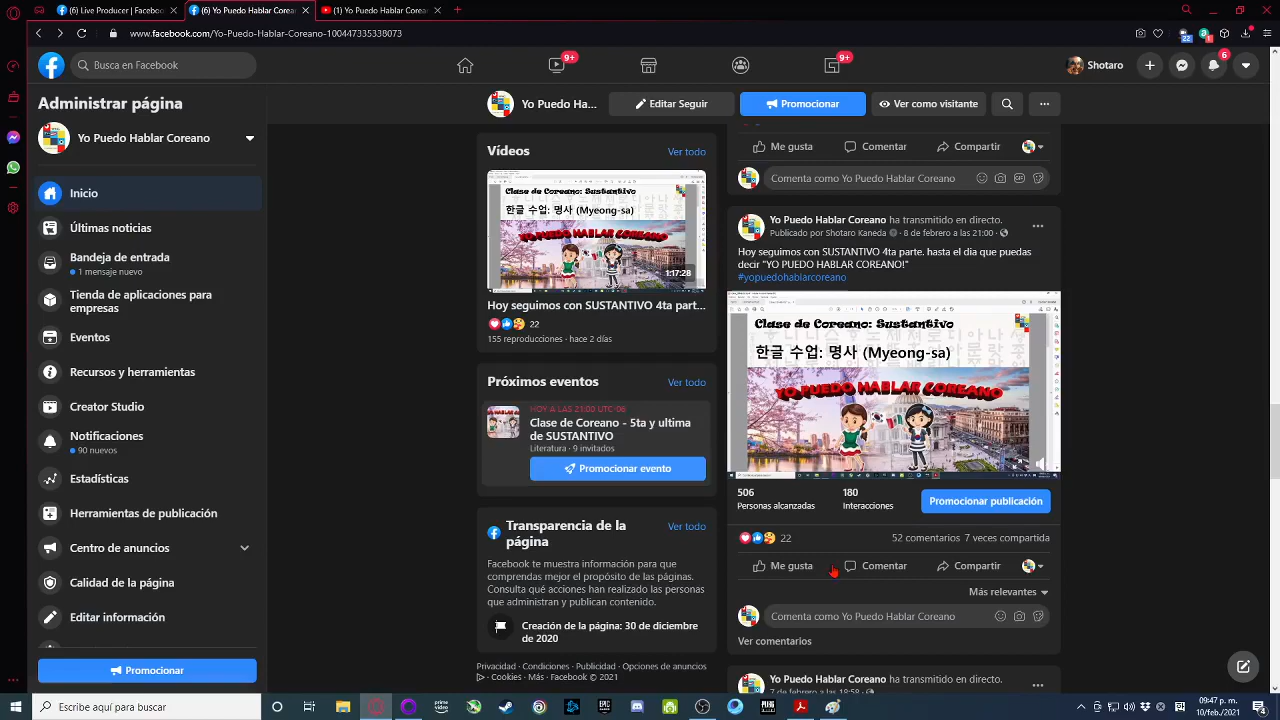 (6) Live Producer | Faceboo
(6) Yo Puedo Hablar Corean
(1) Yo Puedo Hablar Corean
www.facebook.com/Yo-Puedo-Hablar-Coreano-100447335338073
Busca en Facebook
9+
9+
Shotaro
6
Administrar página
Yo Puedo Hablar Coreano
Inicio
Últimas noticias
Bandeja de entrada
1 mensaje nuevo
Tienda de aplicaciones para
empresas
Eventos
Recursos y herramientas
Creator Studio
Notificaciones
90 nuevos
Estadísticas
Herramientas de publicación
Centro de anuncios
Calidad de la página
Editar información
Promocionar
Yo Puedo Ha...
Editar Seguir
Promocionar
Ver como visitante
Vídeos
Ver todo
Clase de Coreano: Sustantivo
한글 수업: 명사 (Myeong-sa)
YO PUEDO HABLAR COREANO
1:17:28
Hoy seguimos con SUSTANTIVO 4ta part...
22
155 reproducciones · hace 2 días
Próximos eventos
Ver todo
HOY A LAS 21:00 UTC-06
Clase de Coreano - 5ta y ultima
de SUSTANTIVO
Literatura · 9 invitados
Promocionar evento
Transparencia de la
página
Ver todo
Facebook te muestra información para que
comprendas mejor el propósito de las páginas.
Consulta qué acciones han realizado las personas
que administran y publican contenido.
Creación de la página: 30 de diciembre
de 2020
Privacidad · Condiciones · Publicidad · Opciones de anuncios
· Cookies · Más · Facebook © 2021
Me gusta
Comentar
Compartir
Comenta como Yo Puedo Hablar Coreano
Yo Puedo Hablar Coreano ha transmitido en directo.
Publicado por Shotaro Kaneda · 8 de febrero a las 21:00 ·
Hoy seguimos con SUSTANTIVO 4ta parte. hasta el dia que puedas
decir "YO PUEDO HABLAR COREANO!"
#yopuedohablarcoreano
Clase de Coreano: Sustantivo
한글 수업: 명사 (Myeong-sa)
YO PUEDO HABLAR COREANO
506
Personas alcanzadas
180
Interacciones
Promocionar publicación
22
52 comentarios 7 veces compartida
Me gusta
Comentar
Compartir
Más relevantes
Comenta como Yo Puedo Hablar Coreano
Ver comentarios
Yo Puedo Hablar Coreano ha transmitido en directo.
7 de febrero a las 18:58 ·
prime video
EPIC
PUBG
09:47 p. m.
10/feb./2021